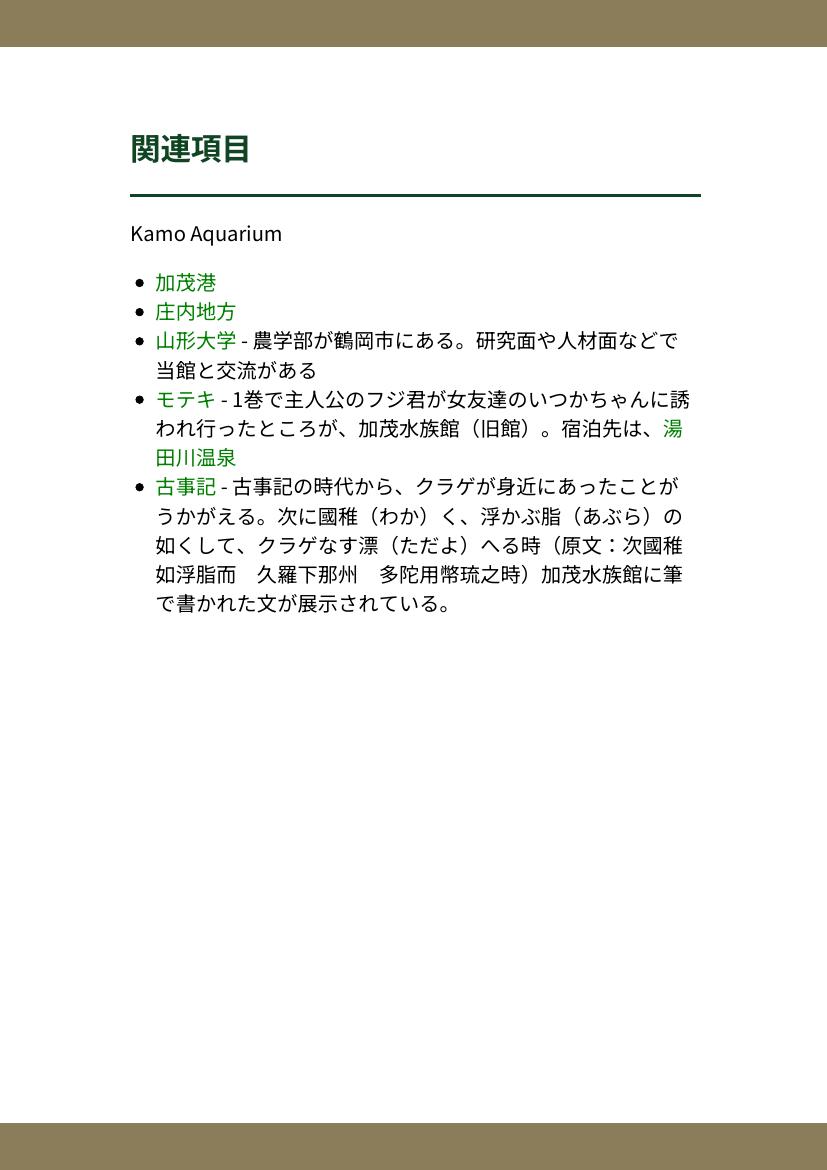 関連項目
Kamo Aquarium
• 加茂港
• 庄内地方
• 山形大学 - 農学部が鶴岡市にある。研究面や人材面などで
当館と交流がある
• モテキ - 1巻で主人公のフジ君が女友達のいつかちゃんに誘
われ行ったところが、加茂水族館（旧館）。宿泊先は、湯
田川温泉
• 古事記 - 古事記の時代から、クラゲが身近にあったことが
うかがえる。次に國稚（わか）く、浮かぶ脂（あぶら）の
如くして、クラゲなす漂（ただよ）へる時（原文：次國稚
如浮脂而　久羅下那州　多陀用幣琉之時）加茂水族館に筆
で書かれた文が展示されている。